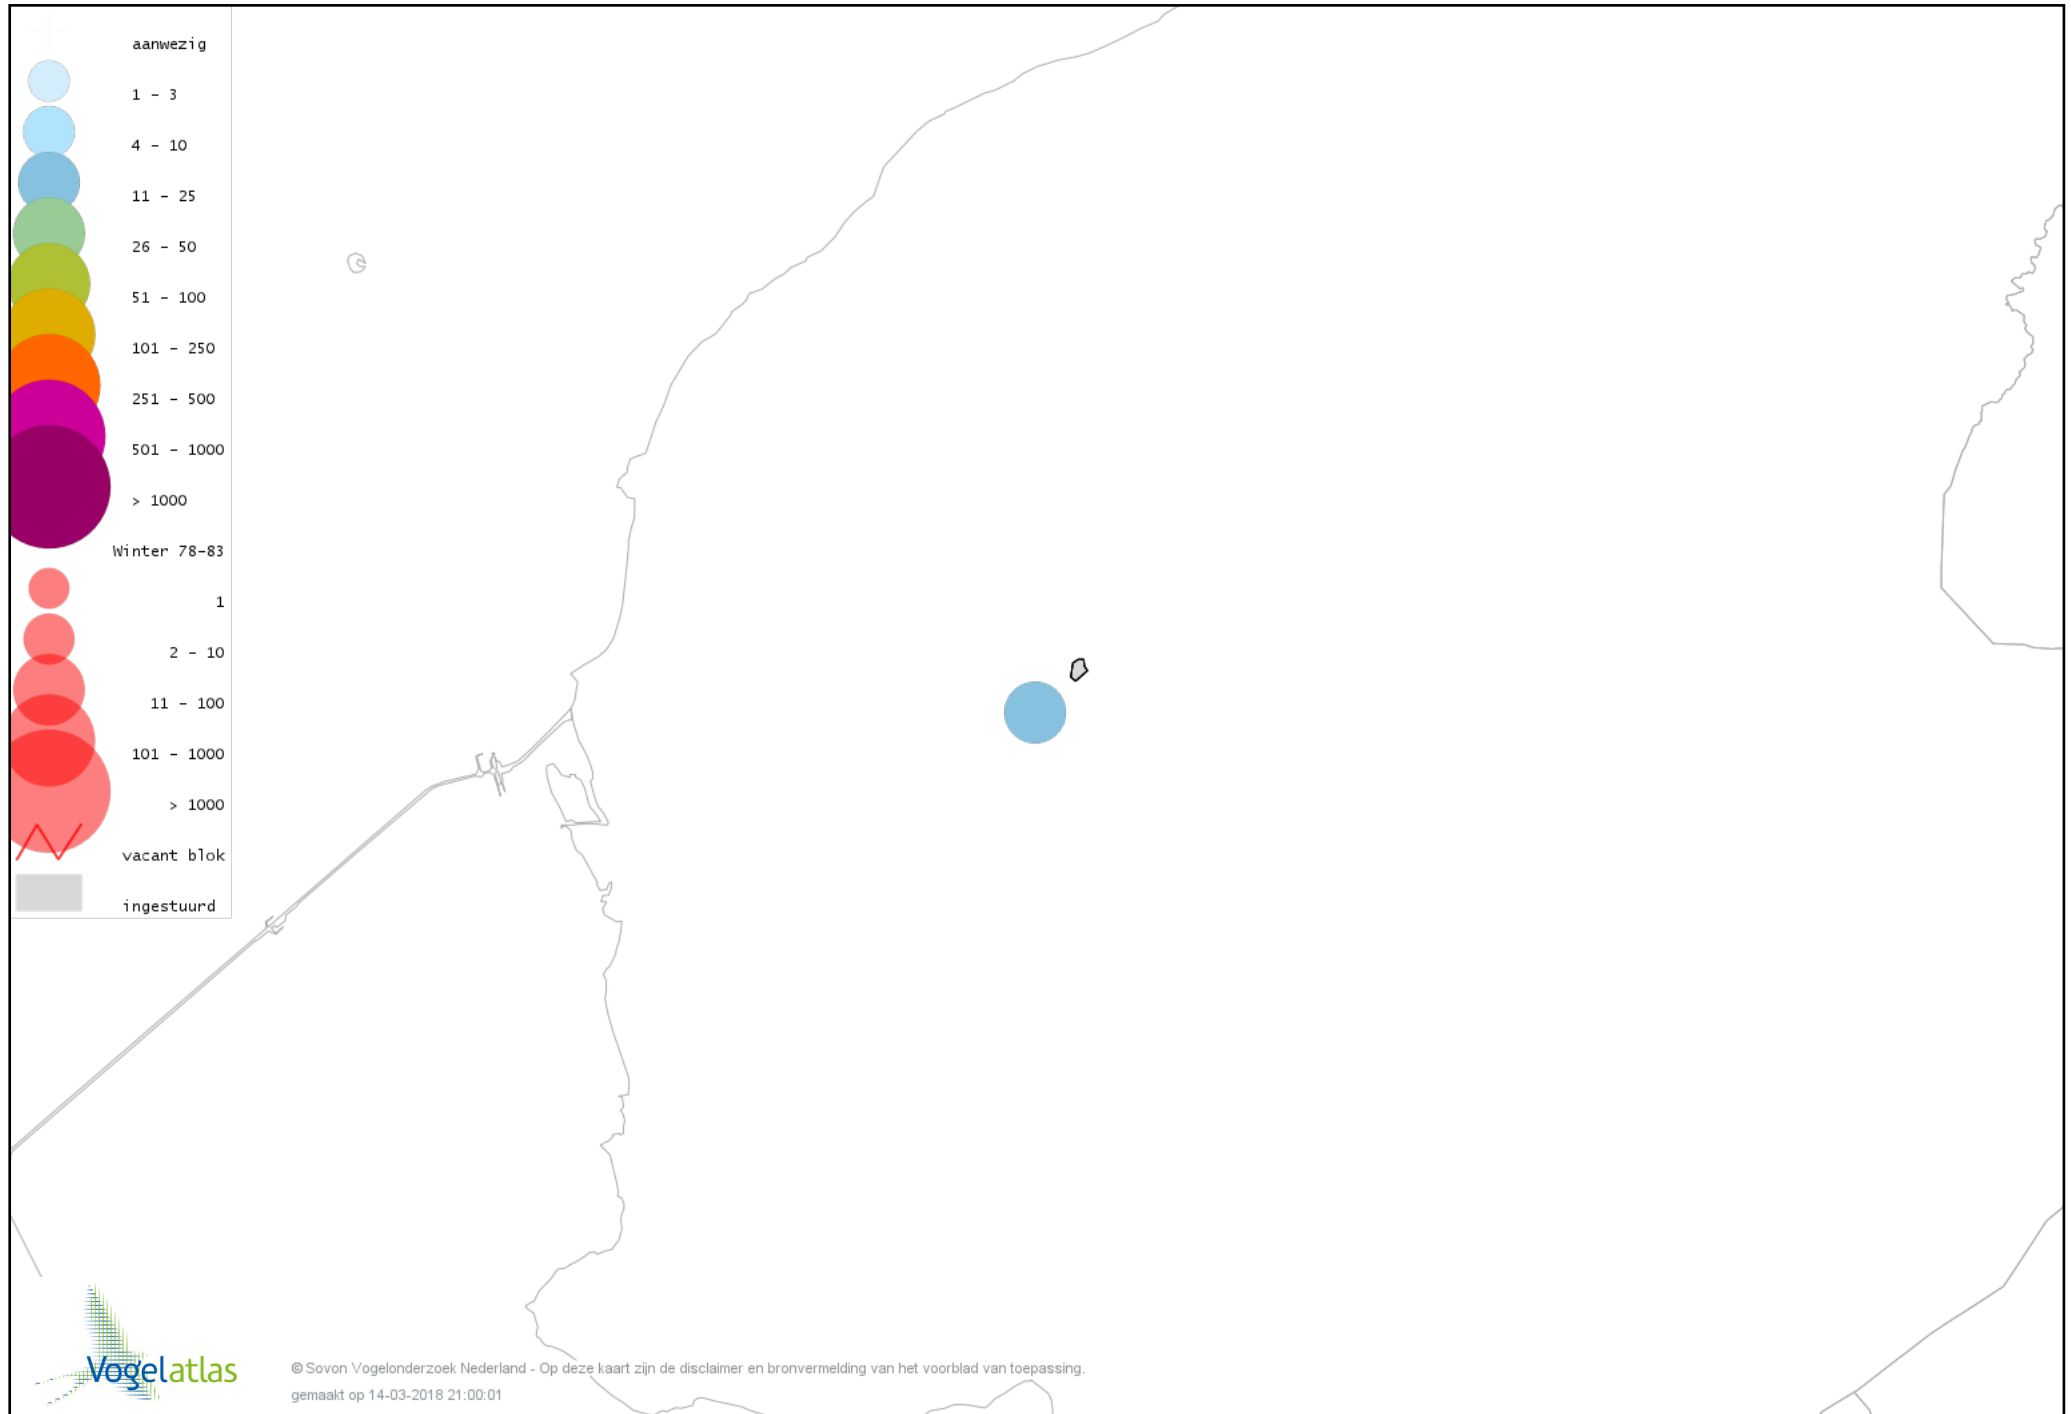 aanwezig
1 - 3
4 - 10
11 - 25
26 - 50
51 - 100
101 - 250
251 - 500
501 - 1000
> 1000
Winter 78-83
1
2 - 10
11 - 100
101 - 1000
> 1000
vacant blok
ingestuurd
Vogelatlas
© Sovon Vogelonderzoek Nederland - Op deze kaart zijn de disclaimer en bronvermelding van het voorblad van toepassing.
gemaakt op 14-03-2018 21:00:01